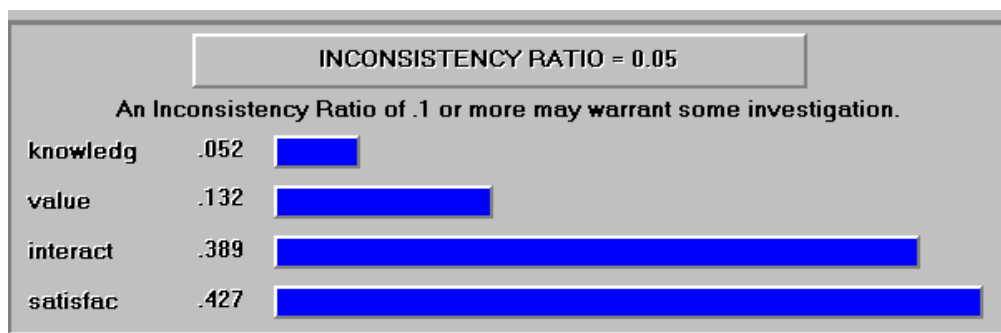 INCONSISTENCY RATIO = 0.05
An Inconsistency Ratio of .1 or more may warrant some investigation.
knowledg .052
value .132
interact .389
satisfac .427